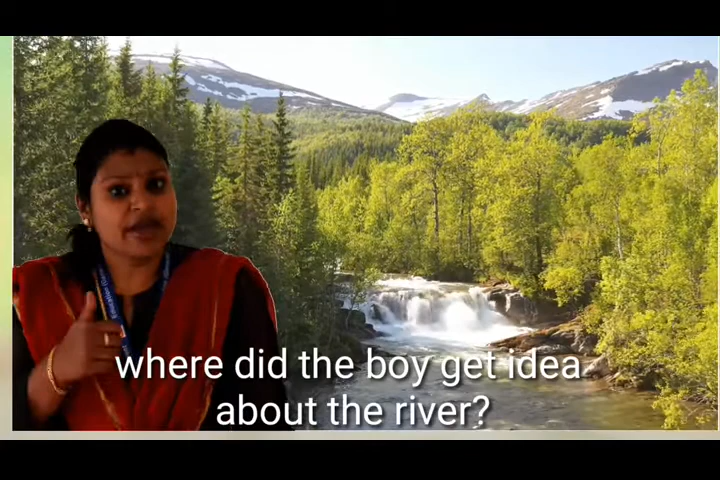 where did the boy get idea
about the river?